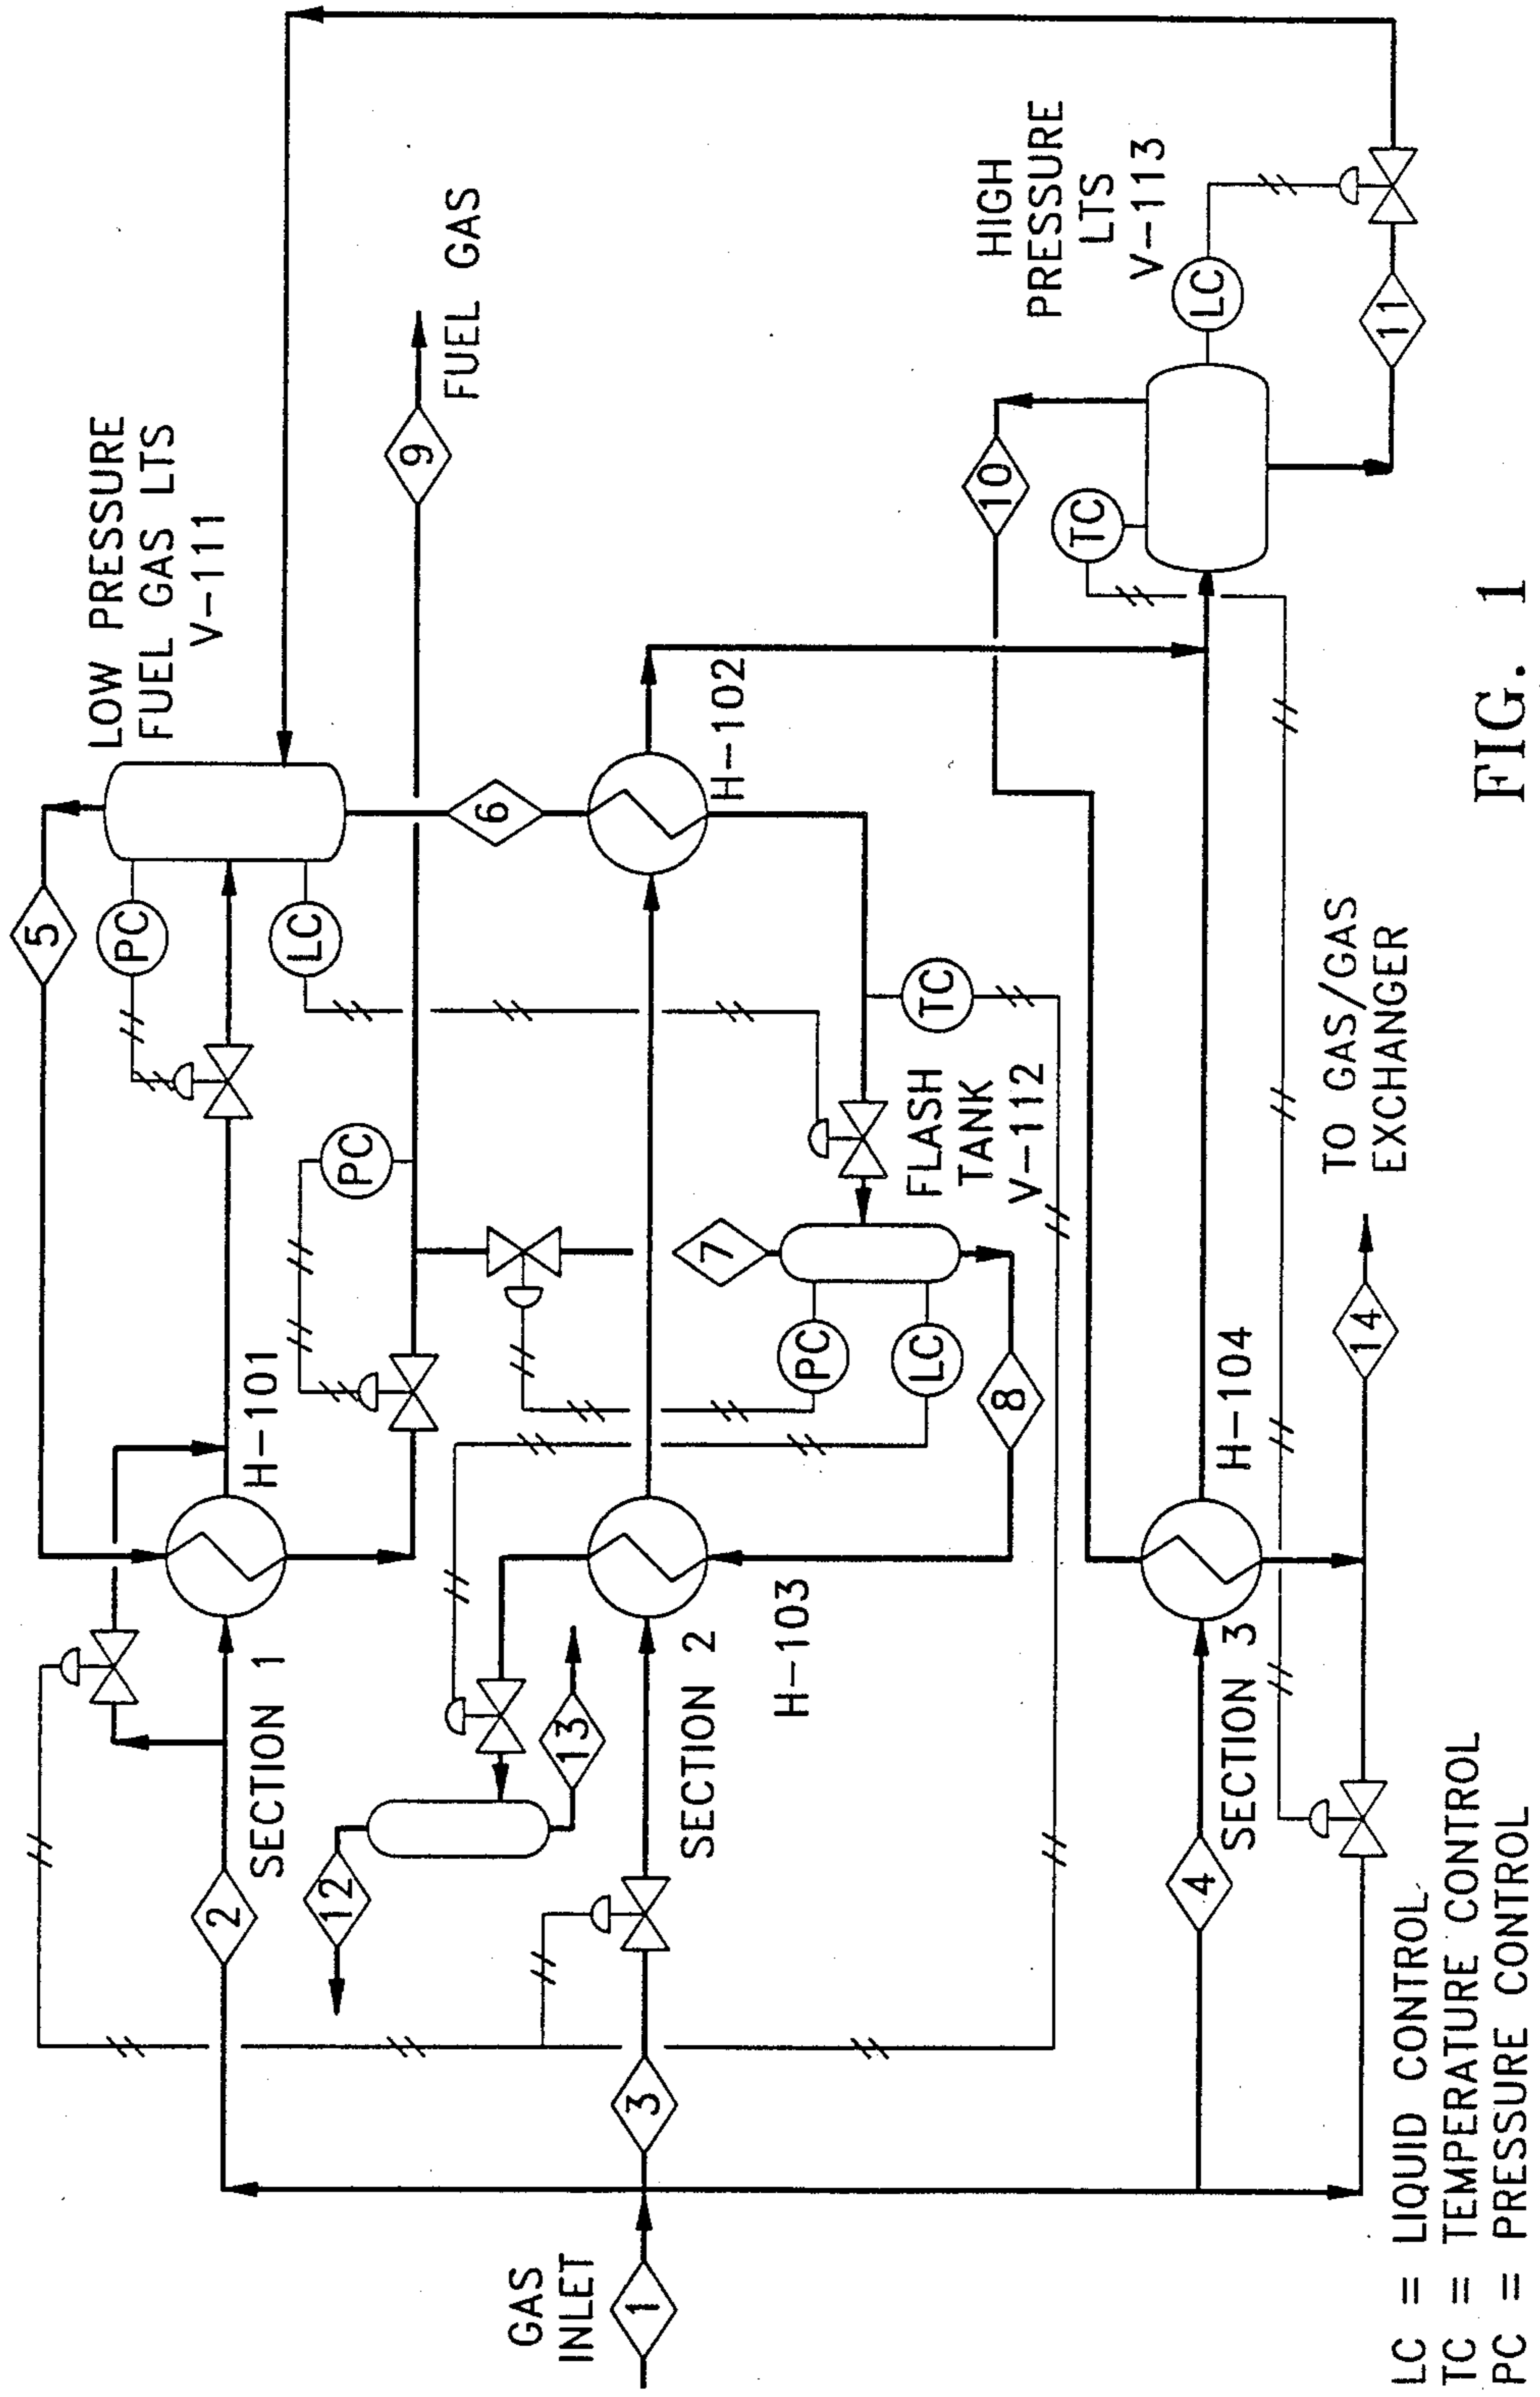 LOW PRESSURE
FUEL GAS LTS
V-111
5
PC
LC
H-101
SECTION 1
2
PC
9
FUEL GAS
6
H-102
7
FLASH
TANK
V-112
PC
LC
8
TC
12
13
H-103
SECTION 2
3
GAS
INLET
1
10
HIGH
PRESSURE
LTS
V-113
TC
LC
11
H-104
SECTION 3
4
14
TO GAS/GAS
EXCHANGER
LC = LIQUID CONTROL
TC = TEMPERATURE CONTROL
PC = PRESSURE CONTROL
FIG. 1